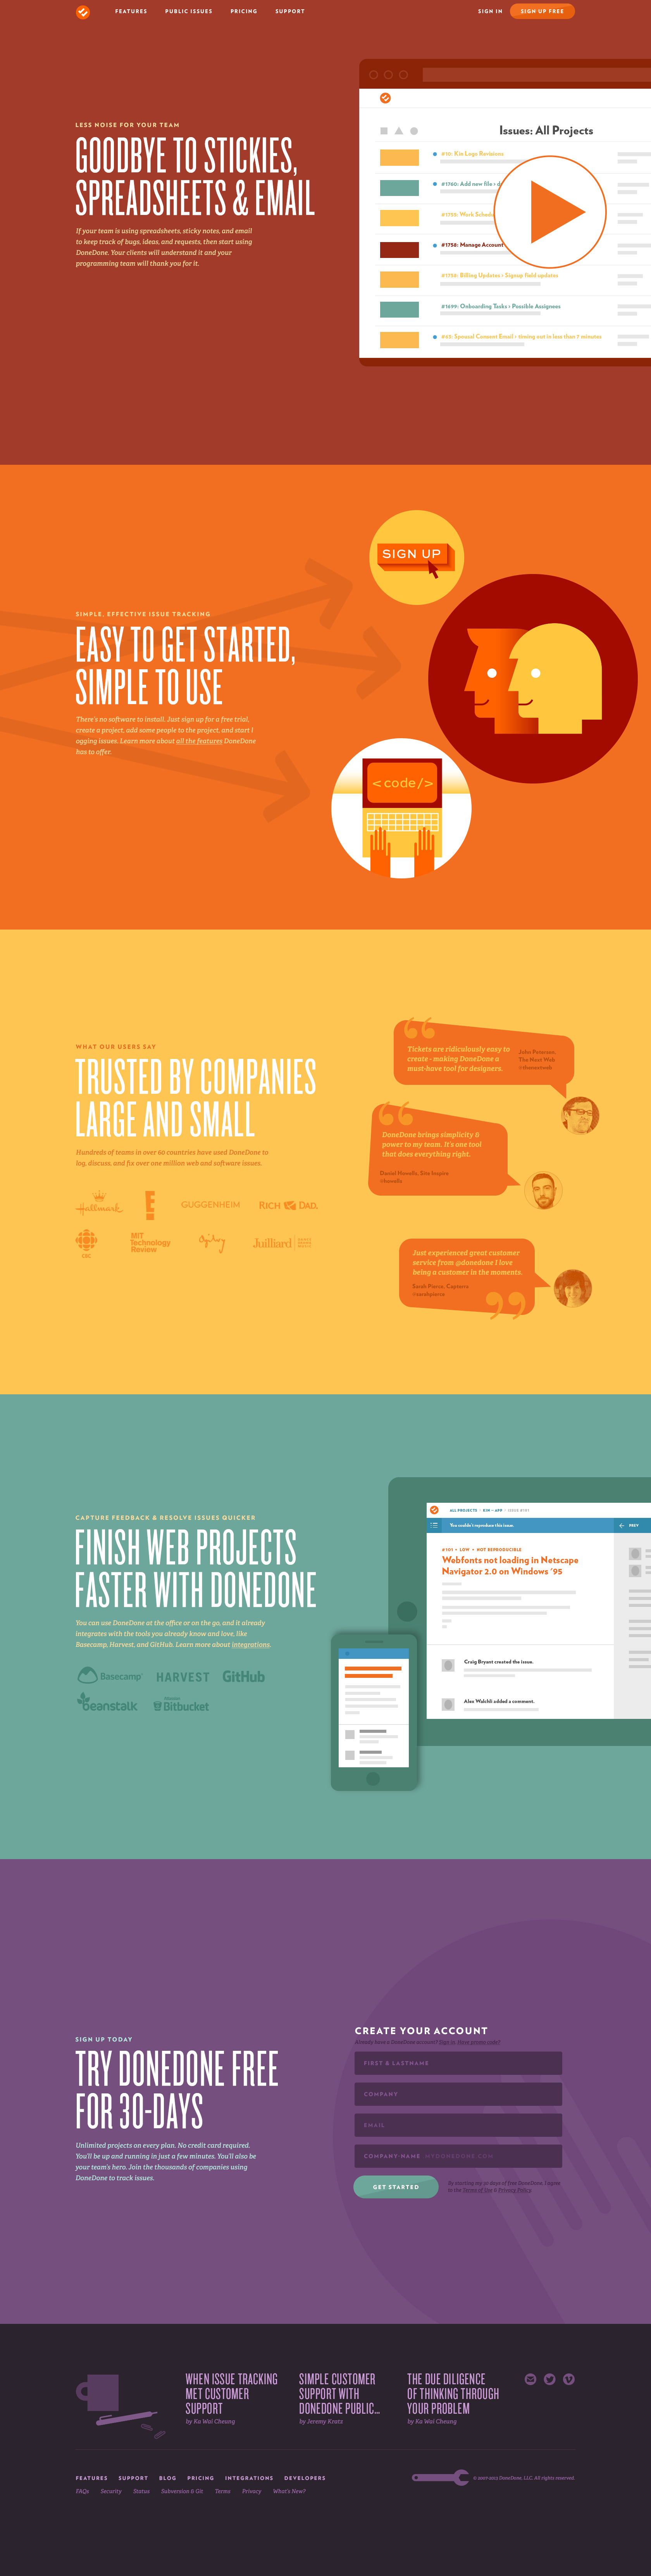 FEATURES PUBLIC ISSUES PRICING SUPPORT SIGN IN SIGN UP FREE
LESS NOISE FOR YOUR TEAM
GOODBYE TO STICKIES,
SPREADSHEETS & EMAIL
If your team is using spreadsheets, sticky notes, and email
to keep track of bugs, ideas, and requests, then start using
DoneDone. Your clients will understand it and your
programming team will thank you for it.
Issues: All Projects
#10: Kin Logo Revisions
#1760: Add new file
#1758: Manage Account
#1756: Billing Updates > Signup field updates
#1699: Onboarding Tasks > Possible Assignees
#62: Spousal Consent Email > timing out in less than 7 minutes
SIMPLE, EFFECTIVE ISSUE TRACKING
EASY TO GET STARTED,
SIMPLE TO USE
There's no software to install. Just sign up for a free trial,
create a project, add some people to the project, and start l
ogging issues. Learn more about all the features DoneDone
has to offer.
SIGN UP
<code/>
WHAT OUR USERS SAY
TRUSTED BY COMPANIES
LARGE AND SMALL
Hundreds of teams in over 60 countries have used DoneDone to
log, discuss, and fix over one million web and software issues.
Hallmark E! GUGGENHEIM RICH DAD.
CBC MIT Technology Review Ogilvy Juilliard
Tickets are ridiculously easy to
create - making DoneDone a
must-have tool for designers.
John Peterson,
The Next Web
DoneDone brings simplicity &
power to my team. It's one tool
that does everything right.
Daniel Howells, Site Inspire
@howells
Just experienced great customer
service from @donedone I love
being a customer in the moments.
CAPTURE FEEDBACK & RESOLVE ISSUES QUICKER
FINISH WEB PROJECTS
FASTER WITH DONEDONE
You can use DoneDone at the office or on the go, and it already
integrates with the tools you already know and love, like
Basecamp, Harvest, and GitHub. Learn more about integrations.
Basecamp HARVEST GitHub
beanstalk Bitbucket
ALL PROJECTS > KIN – APP > ISSUE #101
You couldn't reproduce this issue.
PREV
#101 • LOW • NOT REPRODUCIBLE
Webfonts not loading in Netscape
Navigator 2.0 on Windows '95
Craig Bryant created the issue.
Alex Walchli added a comment.
SIGN UP TODAY
TRY DONEDONE FREE
FOR 30-DAYS
Unlimited projects on every plan. No credit card required.
You'll be up and running in just a few minutes. You'll also be
your team's hero. Join the thousands of companies using
DoneDone to track issues.
CREATE YOUR ACCOUNT
Already have a DoneDone account? Sign in. Have promo code?
FIRST & LASTNAME
COMPANY
EMAIL
COMPANY-NAME .MYDONEDONE.COM
GET STARTED
By starting my 30 days of free DoneDone, I agree
to the Terms of Use & Privacy Policy.
WHEN ISSUE TRACKING
MET CUSTOMER
SUPPORT
by Ka Wai Cheung
SIMPLE CUSTOMER
SUPPORT WITH
DONEDONE PUBLIC...
by Jeremy Kratz
THE DUE DILIGENCE
OF THINKING THROUGH
YOUR PROBLEM
by Ka Wai Cheung
FEATURES SUPPORT BLOG PRICING INTEGRATIONS DEVELOPERS
FAQs Security Status Subversion & Git Terms Privacy What's New?
DoneDone, LLC. All rights reserved.